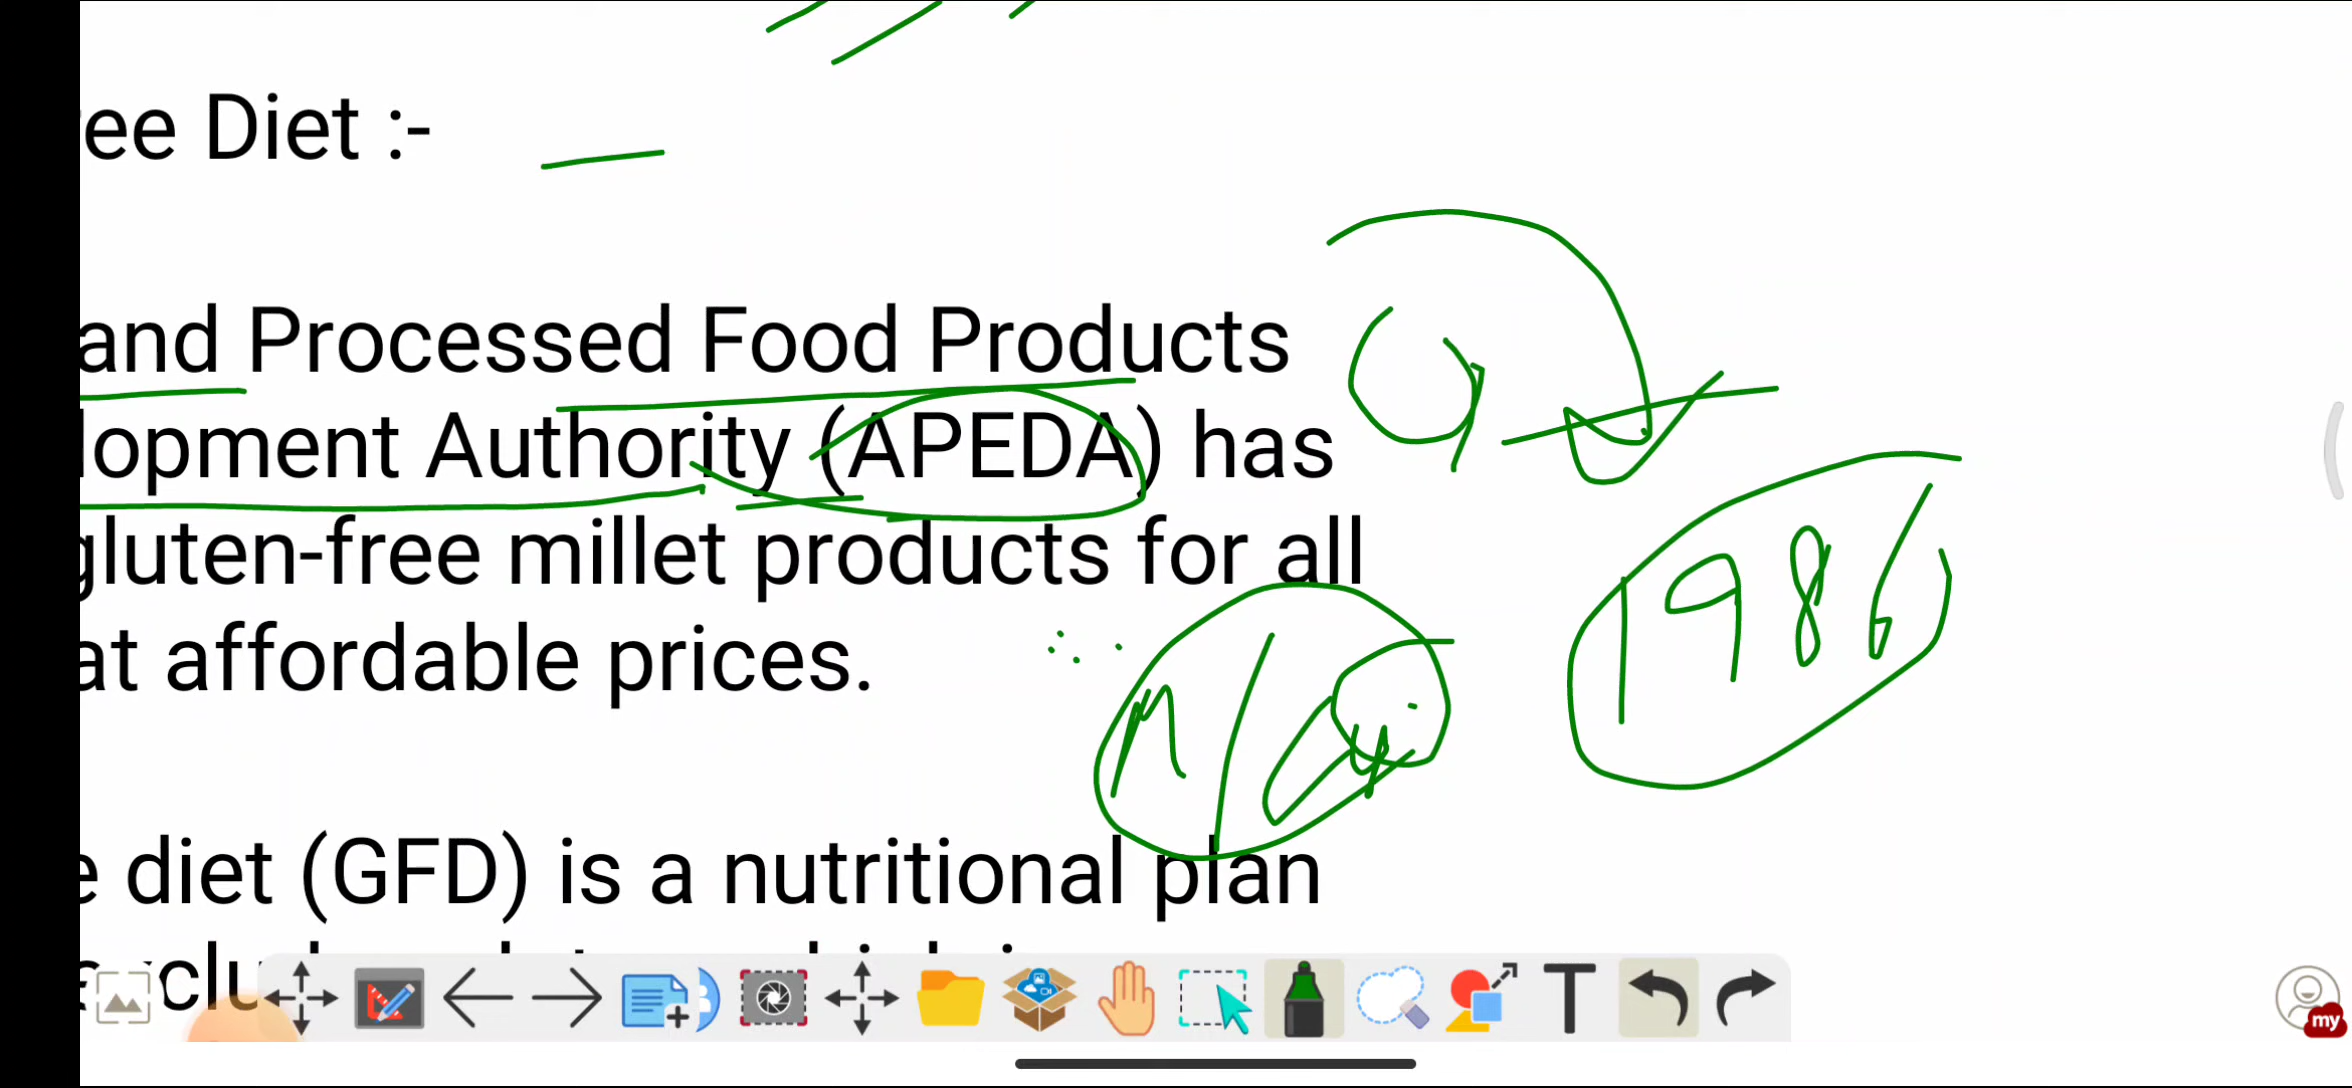 ee Diet :-
and Processed Food Products
lopment Authority (APEDA) has
gluten-free millet products for all
at affordable prices.
1986
e diet (GFD) is a nutritional plan
my